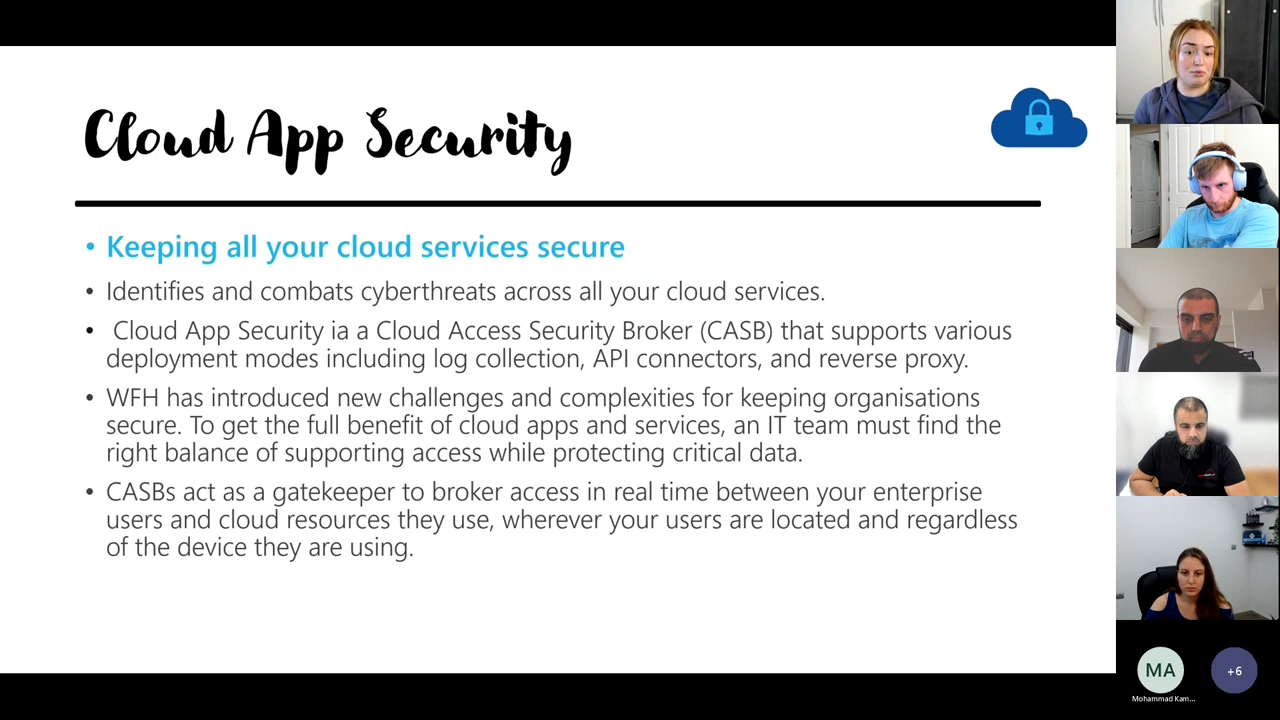 Cloud App Security
• Keeping all your cloud services secure
• Identifies and combats cyberthreats across all your cloud services.
• Cloud App Security ia a Cloud Access Security Broker (CASB) that supports various
deployment modes including log collection, API connectors, and reverse proxy.
• WFH has introduced new challenges and complexities for keeping organisations
secure. To get the full benefit of cloud apps and services, an IT team must find the
right balance of supporting access while protecting critical data.
• CASBs act as a gatekeeper to broker access in real time between your enterprise
users and cloud resources they use, wherever your users are located and regardless
of the device they are using.
MA
+6
Mohammad Kam...